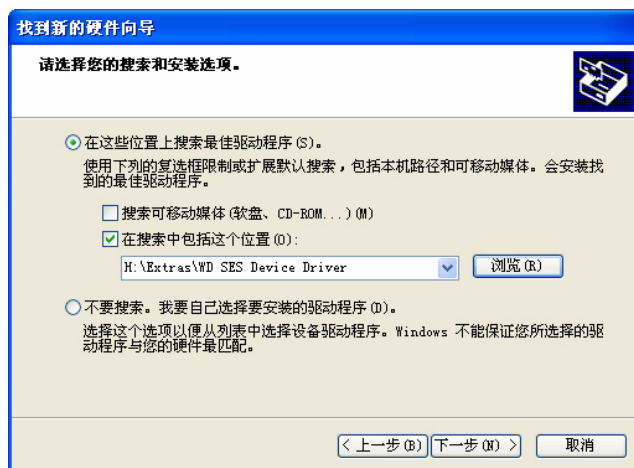 找到新的硬件向导
请选择您的搜索和安装选项。
在这些位置上搜索最佳驱动程序(S)。
使用下列的复选框限制或扩展默认搜索，包括本机路径和可移动媒体。会安装找
到的最佳驱动程序。
搜索可移动媒体(软盘、CD-ROM...)(M)
在搜索中包括这个位置(O):
H:\Extras\WD SES Device Driver
浏览(R)
不要搜索。我要自己选择要安装的驱动程序(D)。
选择这个选项以便从列表中选择设备驱动程序。Windows 不能保证您所选择的驱
动程序与您的硬件最匹配。
< 上一步(B) 下一步(N) > 取消